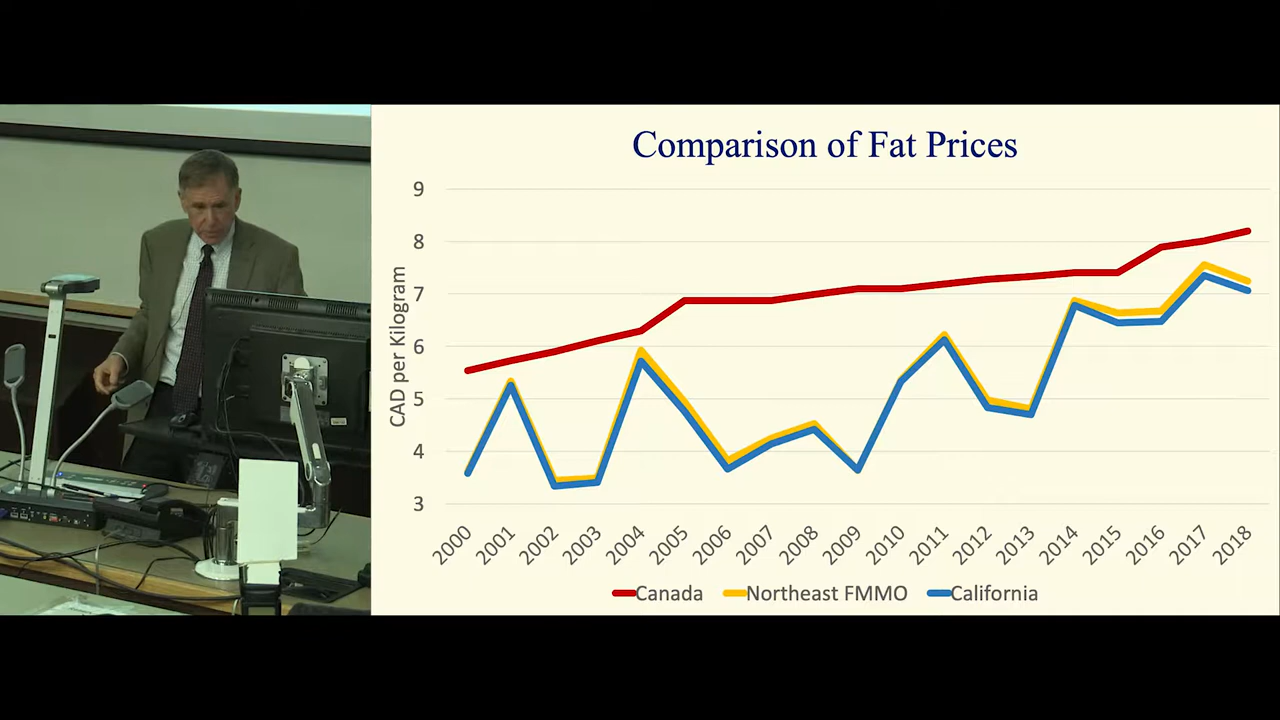 Comparison of Fat Prices
CAD per Kilogram
9
8
7
6
5
4
3
2000 2001 2002 2003 2004 2005 2006 2007 2008 2009 2010 2011 2012 2013 2014 2015 2016 2017 2018
Canada Northeast FMMO California